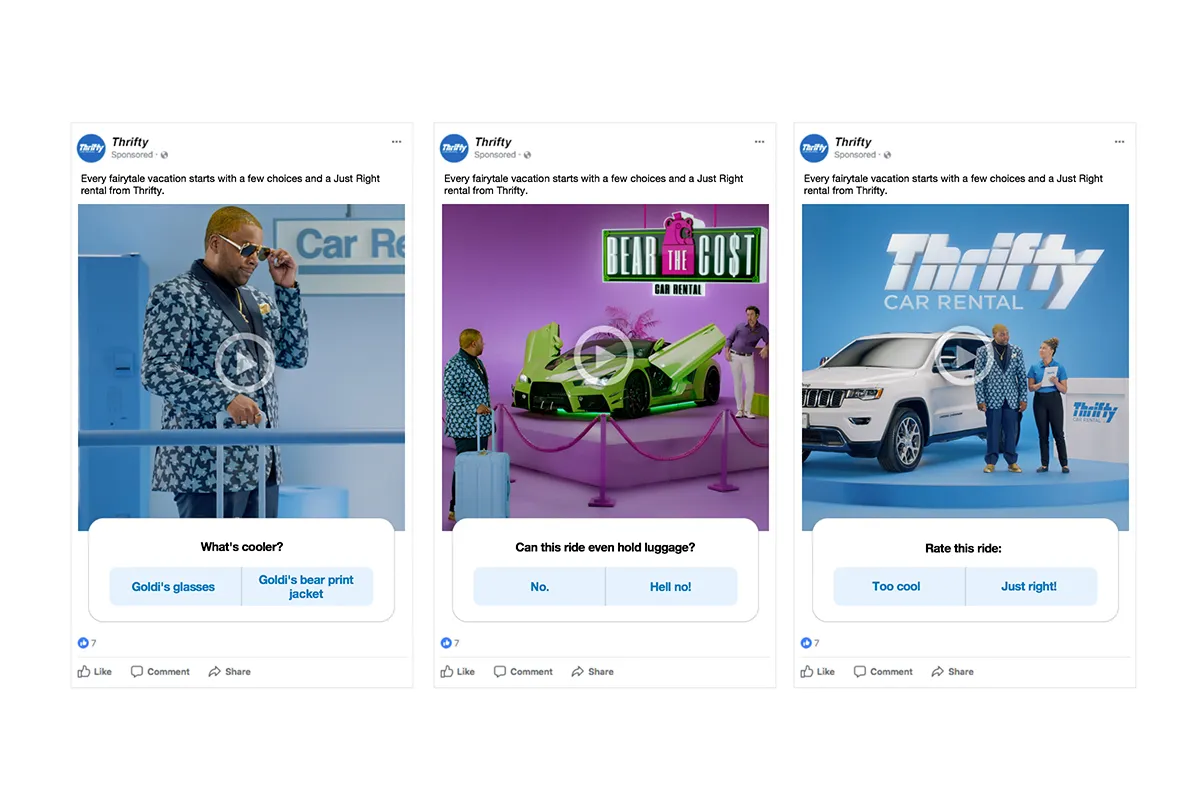 Thrifty
Thrifty
Sponsored ·
Every fairytale vacation starts with a few choices and a Just Right
rental from Thrifty.
Car Re
What's cooler?
Goldi's glasses
Goldi's bear print
jacket
7
Like
Comment
Share
Thrifty
Thrifty
Sponsored ·
Every fairytale vacation starts with a few choices and a Just Right
rental from Thrifty.
BEAR THE CO$T
CAR RENTAL
Can this ride even hold luggage?
No.
Hell no!
7
Like
Comment
Share
Thrifty
Thrifty
Sponsored ·
Every fairytale vacation starts with a few choices and a Just Right
rental from Thrifty.
Thrifty
CAR RENTAL
Thrifty
CAR RENTAL
Rate this ride:
Too cool
Just right!
7
Like
Comment
Share